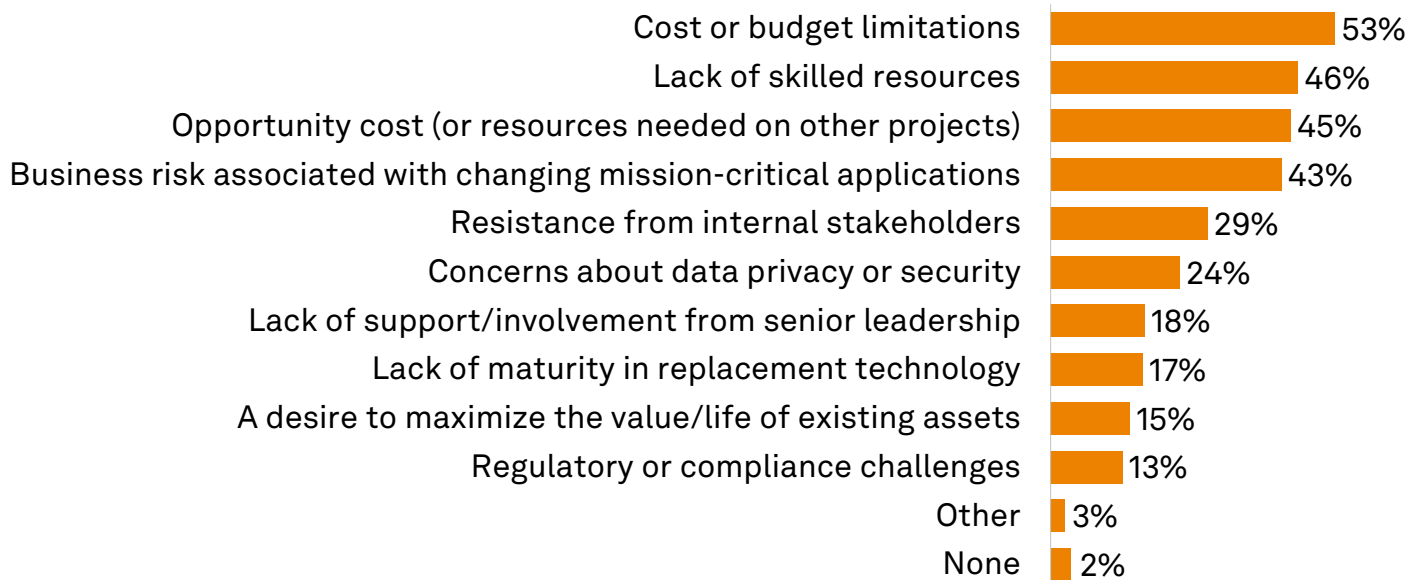 Cost or budget limitations 53%
Lack of skilled resources 46%
Opportunity cost (or resources needed on other projects) 45%
Business risk associated with changing mission-critical applications 43%
Resistance from internal stakeholders 29%
Concerns about data privacy or security 24%
Lack of support/involvement from senior leadership 18%
Lack of maturity in replacement technology 17%
A desire to maximize the value/life of existing assets 15%
Regulatory or compliance challenges 13%
Other 3%
None 2%